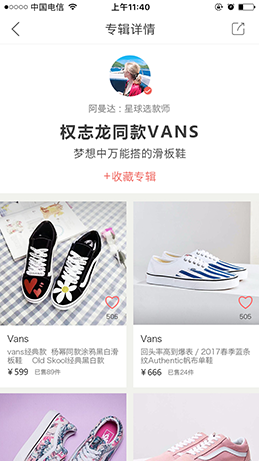 中国电信 上午11:40
专辑详情
阿曼达：星球选款师
权志龙同款VANS
梦想中万能搭的滑板鞋
+收藏专辑
505
505
Vans
vans经典款 杨幂同款涂鸦黑白滑
板鞋 Old Skool经典黑白款
¥ 599 已售89件
Vans
回头率高到爆表 / 2017春季蓝条
纹Authentic帆布单鞋
¥ 666 已售24件